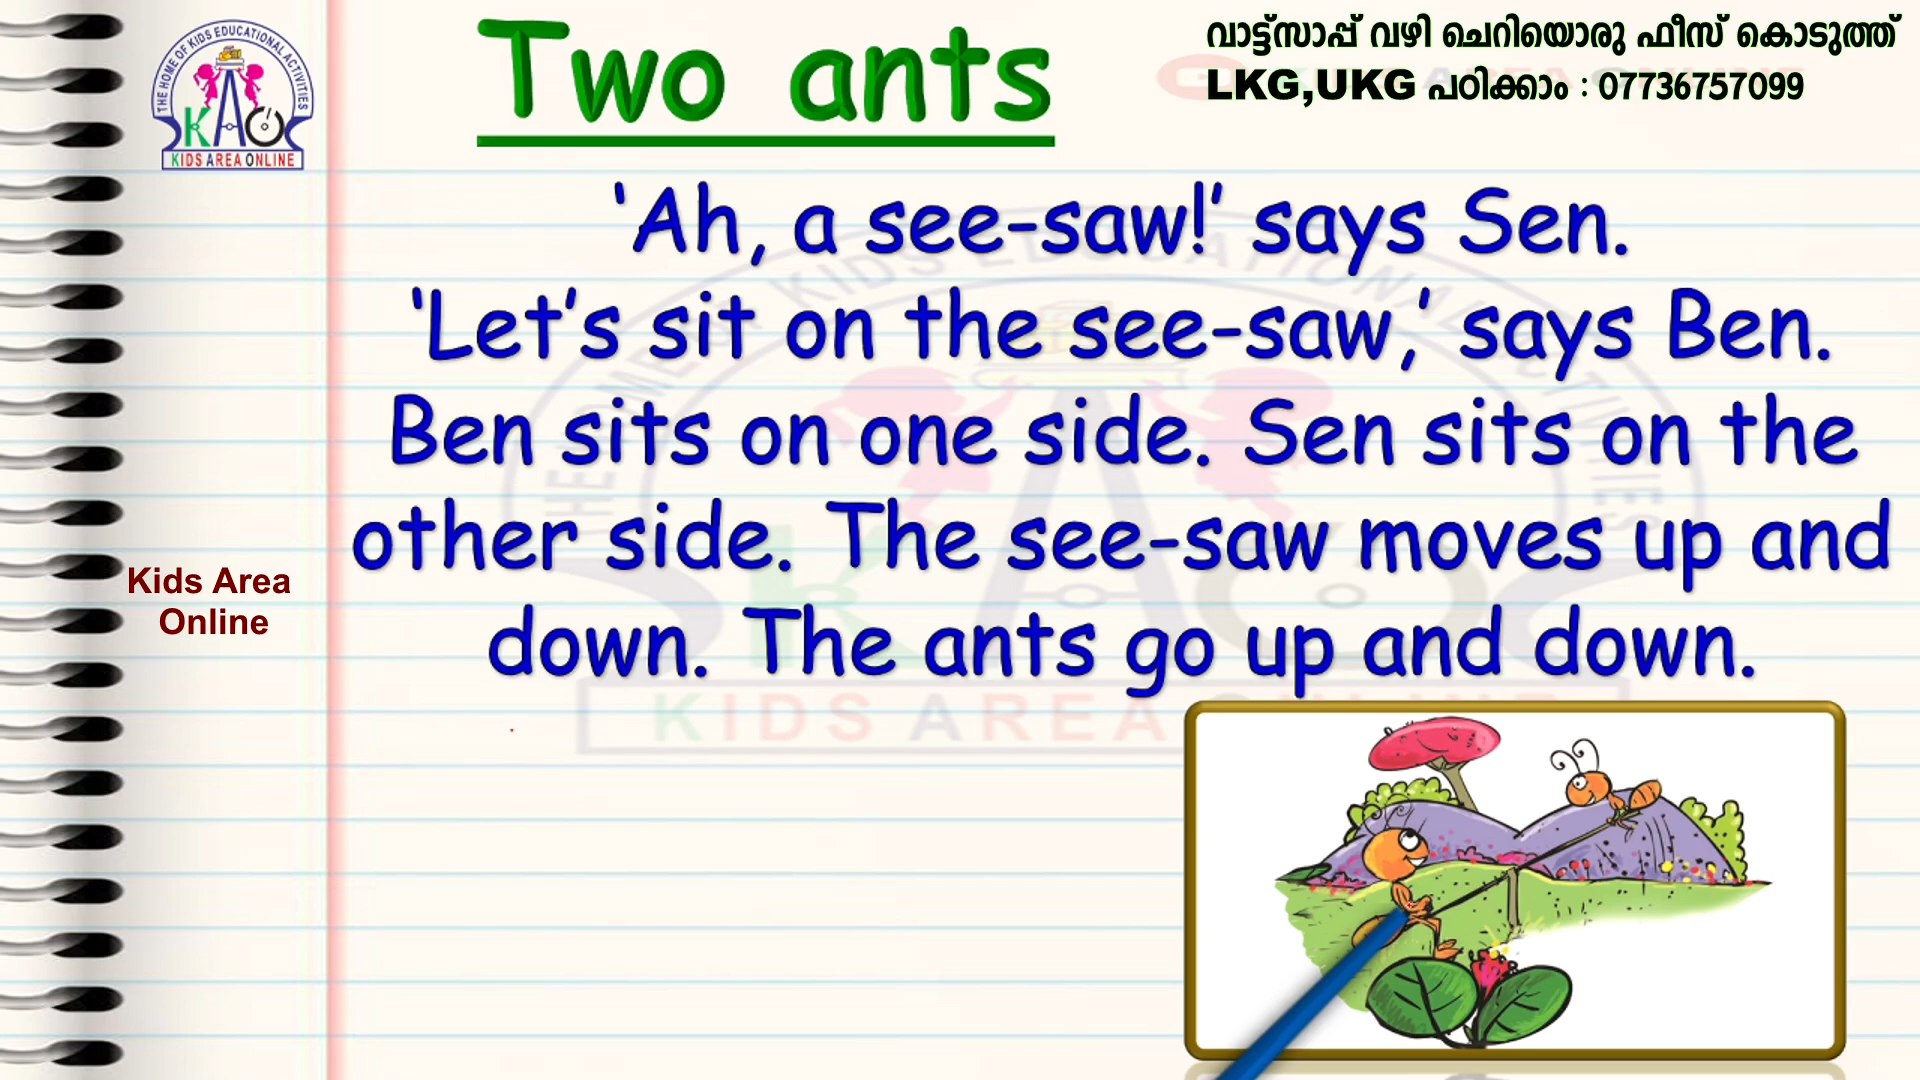 THE HOME OF KIDS EDUCATIONAL ACTIVITIES
KAO
KIDS AREA ONLINE
Two ants
വാട്ട്സാപ്പ് വഴി ചെറിയൊരു ഫീസ് കൊടുത്ത്
LKG,UKG പഠിക്കാം : 07736757099
‘Ah, a see-saw!’ says Sen.
‘Let’s sit on the see-saw,’ says Ben.
Ben sits on one side. Sen sits on the
other side. The see-saw moves up and
down. The ants go up and down.
Kids Area
Online